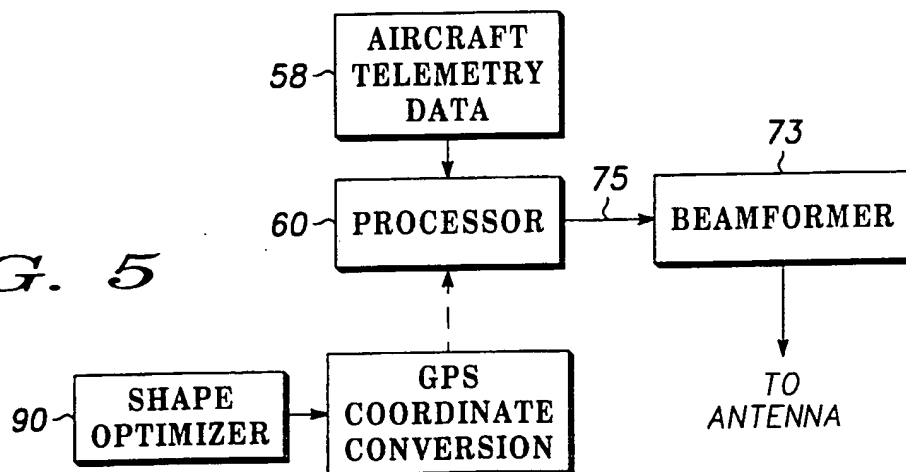 AIRCRAFT
TELEMETRY
DATA
58
73
75
60
PROCESSOR
BEAMFORMER
G. 5
GPS
COORDINATE
CONVERSION
90
SHAPE
OPTIMIZER
TO
ANTENNA